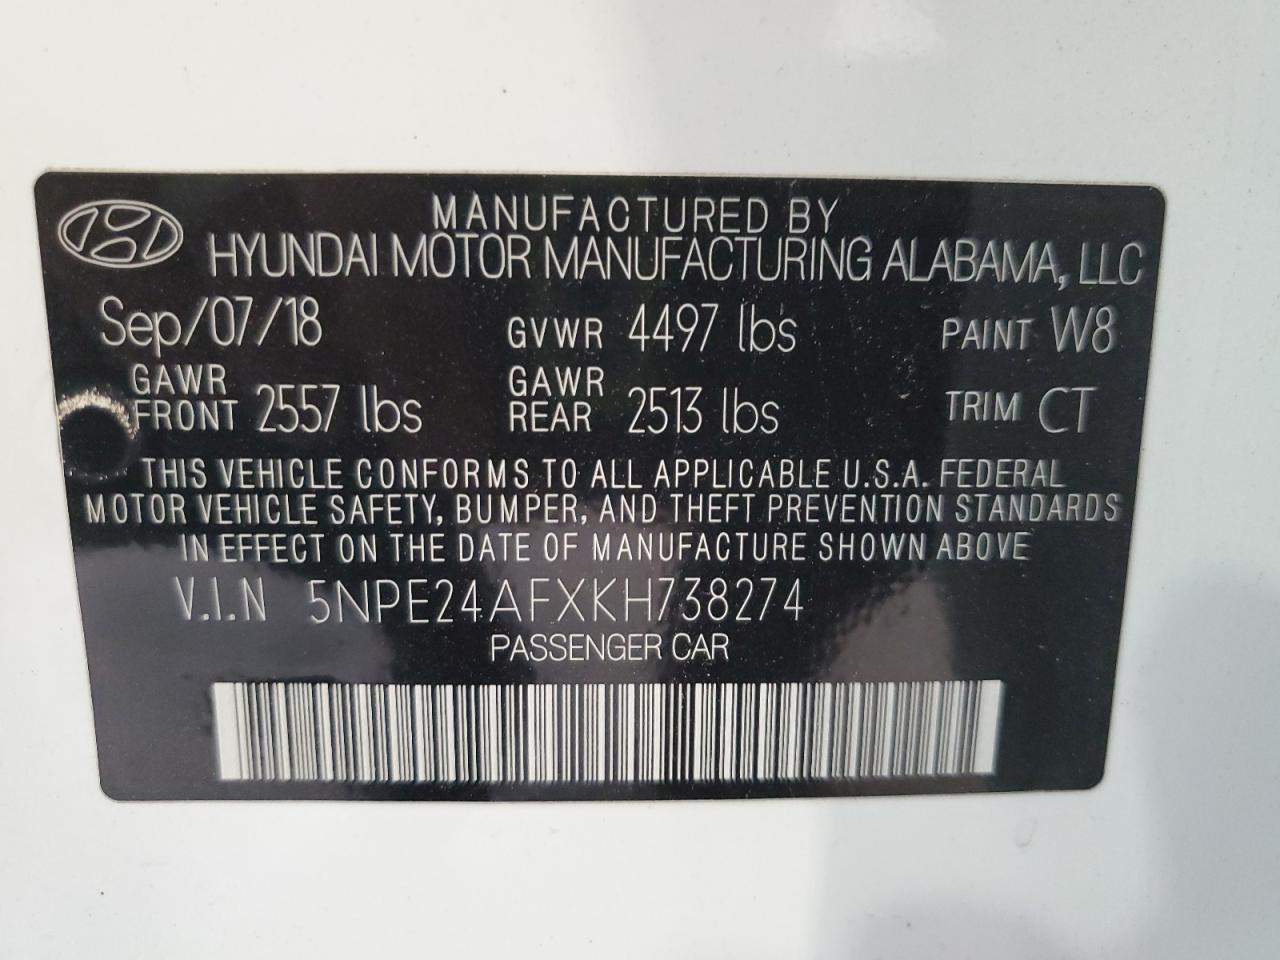 MANUFACTURED BY
HYUNDAI MOTOR MANUFACTURING ALABAMA, LLC
Sep/07/18 GVWR 4497 lbs PAINT W8
GAWR FRONT 2557 lbs GAWR REAR 2513 lbs TRIM CT
THIS VEHICLE CONFORMS TO ALL APPLICABLE U.S.A. FEDERAL
MOTOR VEHICLE SAFETY, BUMPER, AND THEFT PREVENTION STANDARDS
IN EFFECT ON THE DATE OF MANUFACTURE SHOWN ABOVE
V.I.N 5NPE24AFXKH738274
PASSENGER CAR